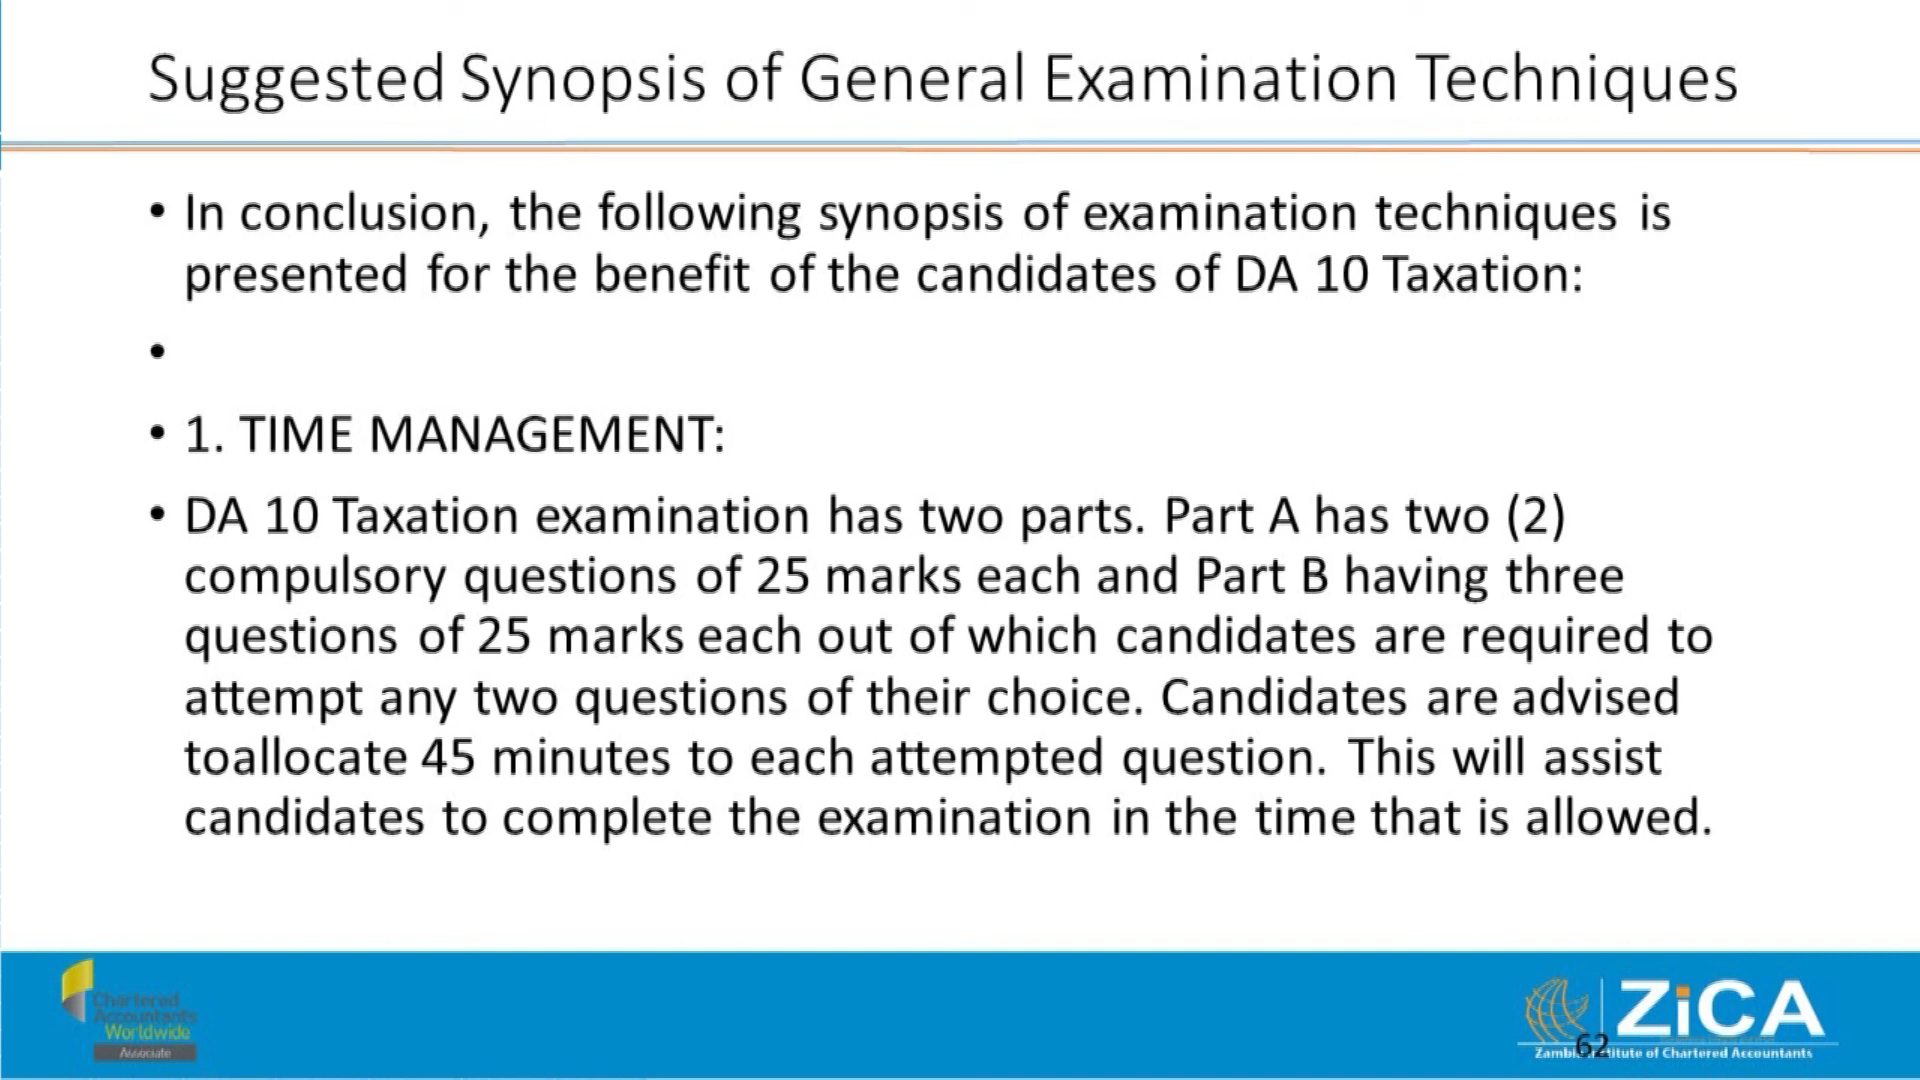 Suggested Synopsis of General Examination Techniques
• In conclusion, the following synopsis of examination techniques is
presented for the benefit of the candidates of DA 10 Taxation:
•
• 1. TIME MANAGEMENT:
• DA 10 Taxation examination has two parts. Part A has two (2)
compulsory questions of 25 marks each and Part B having three
questions of 25 marks each out of which candidates are required to
attempt any two questions of their choice. Candidates are advised
toallocate 45 minutes to each attempted question. This will assist
candidates to complete the examination in the time that is allowed.
Chartered
Accountants
Worldwide
Associate
ZiCA
62
of Chartered Accountants